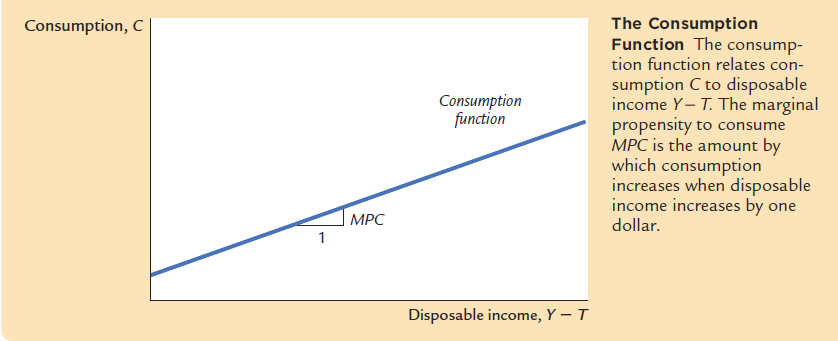 Consumption, C
Consumption
function
MPC
1
Disposable income, Y – T
The Consumption
Function The consump-
tion function relates con-
sumption C to disposable
income Y – T. The marginal
propensity to consume
MPC is the amount by
which consumption
increases when disposable
income increases by one
dollar.